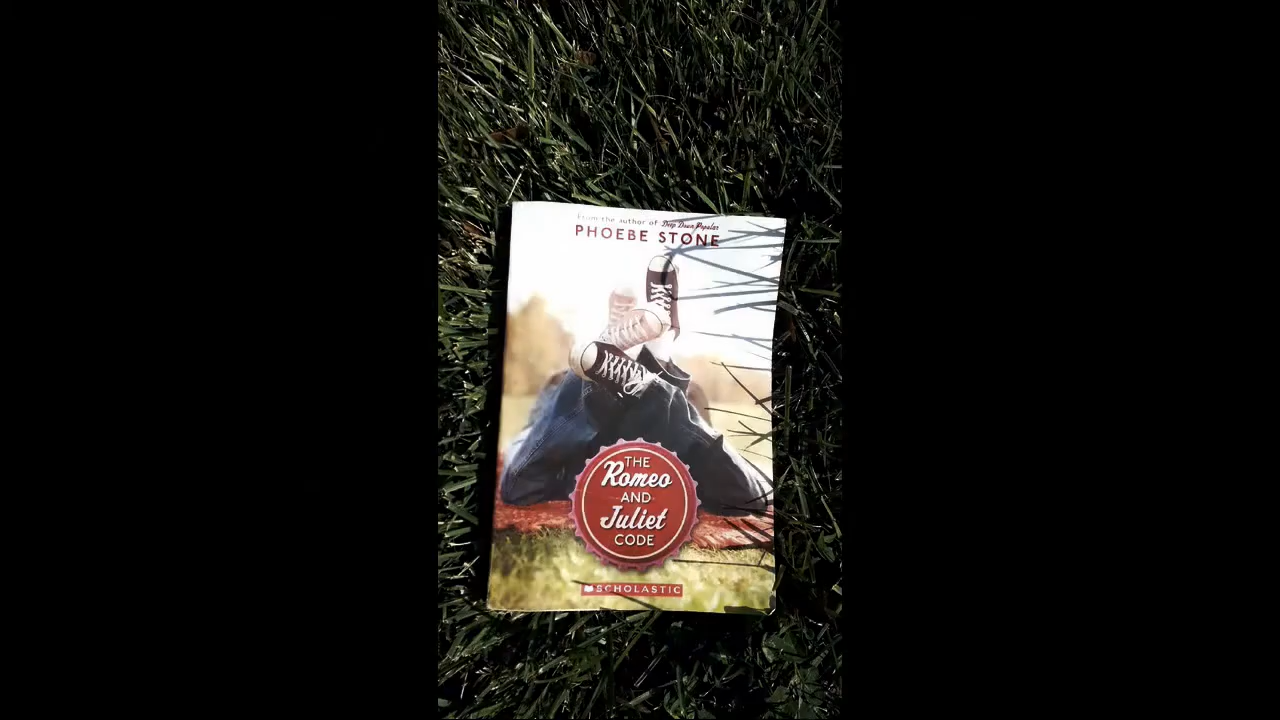 From the author of Deep Down Popular
PHOEBE STONE
THE
Romeo
AND
Juliet
CODE
SCHOLASTIC